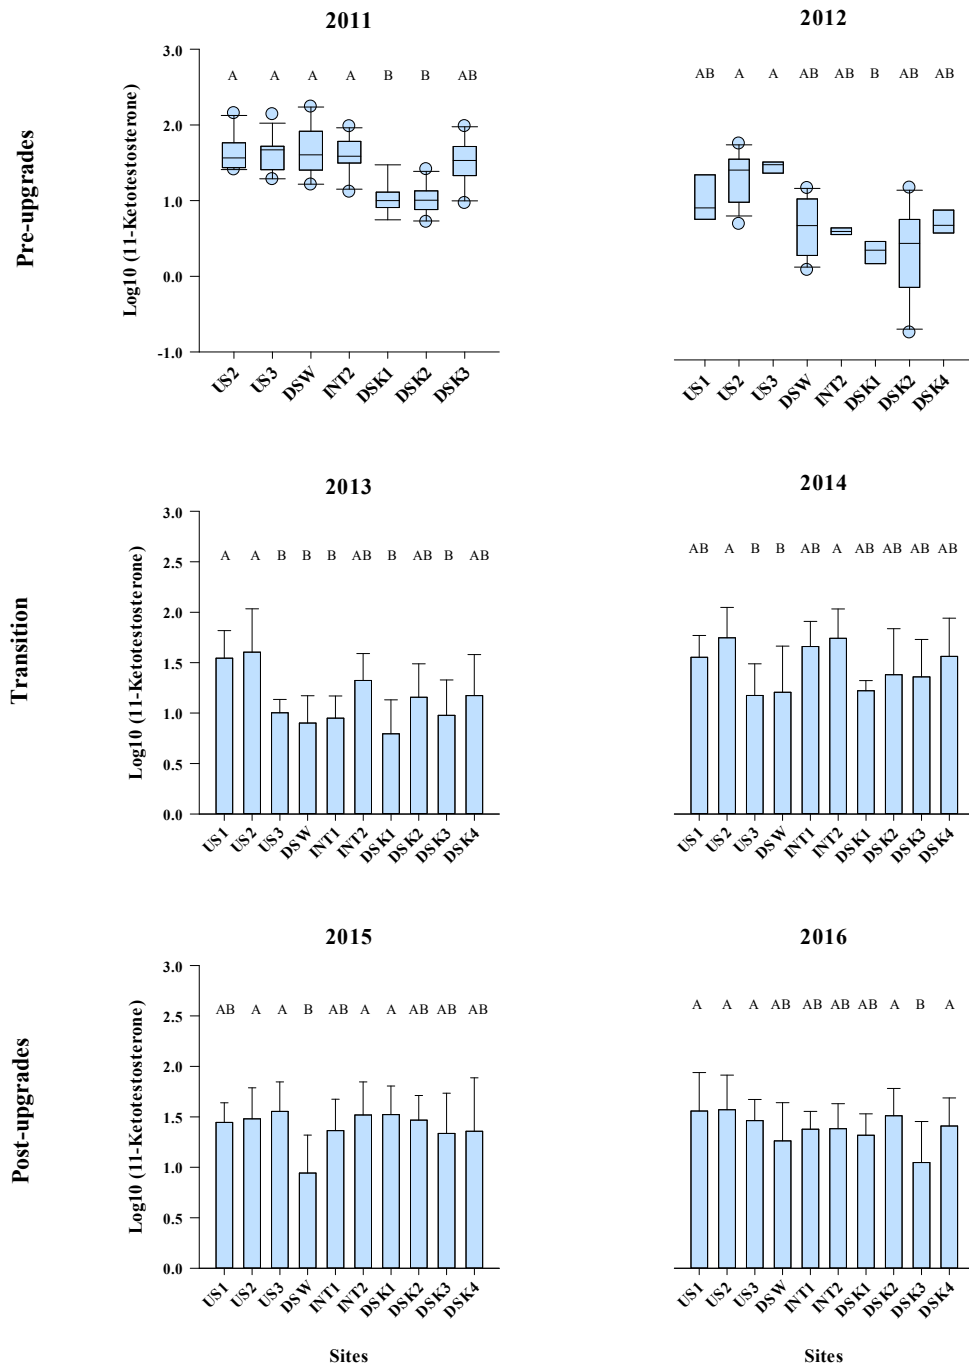 2011
2012
Pre-upgrades
Log10 (11-Ketotestosterone)
3.0
2.0
1.0
0.0
-1.0
A A A A B B AB
US2 US3 DSW INT2 DSK1 DSK2 DSK3
AB A A AB AB B AB AB
US1 US2 US3 DSW INT2 DSK1 DSK2 DSK4
2013
2014
Transition
Log10 (11-Ketotestosterone)
3.0
2.5
2.0
1.5
1.0
0.5
0.0
A A B B B AB B AB B AB
US1 US2 US3 DSW INT1 INT2 DSK1 DSK2 DSK3 DSK4
AB A B B AB A AB AB AB AB
US1 US2 US3 DSW INT1 INT2 DSK1 DSK2 DSK3 DSK4
2015
2016
Post-upgrades
Log10 (11-Ketotestosterone)
3.0
2.5
2.0
1.5
1.0
0.5
0.0
AB A A B AB A A AB AB AB
US1 US2 US3 DSW INT1 INT2 DSK1 DSK2 DSK3 DSK4
Sites
A A A AB AB AB AB A B A
US1 US2 US3 DSW INT1 INT2 DSK1 DSK2 DSK3 DSK4
Sites